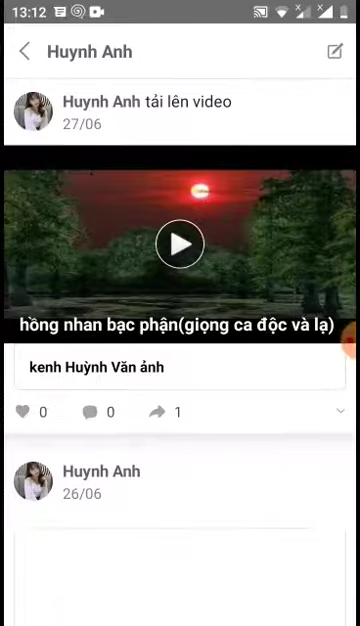 13:12
Huynh Anh
Huynh Anh tải lên video
27/06
hồng nhan bạc phận(giọng ca độc và lạ)
kenh Huỳnh Văn ảnh
0 0 1
Huynh Anh
26/06